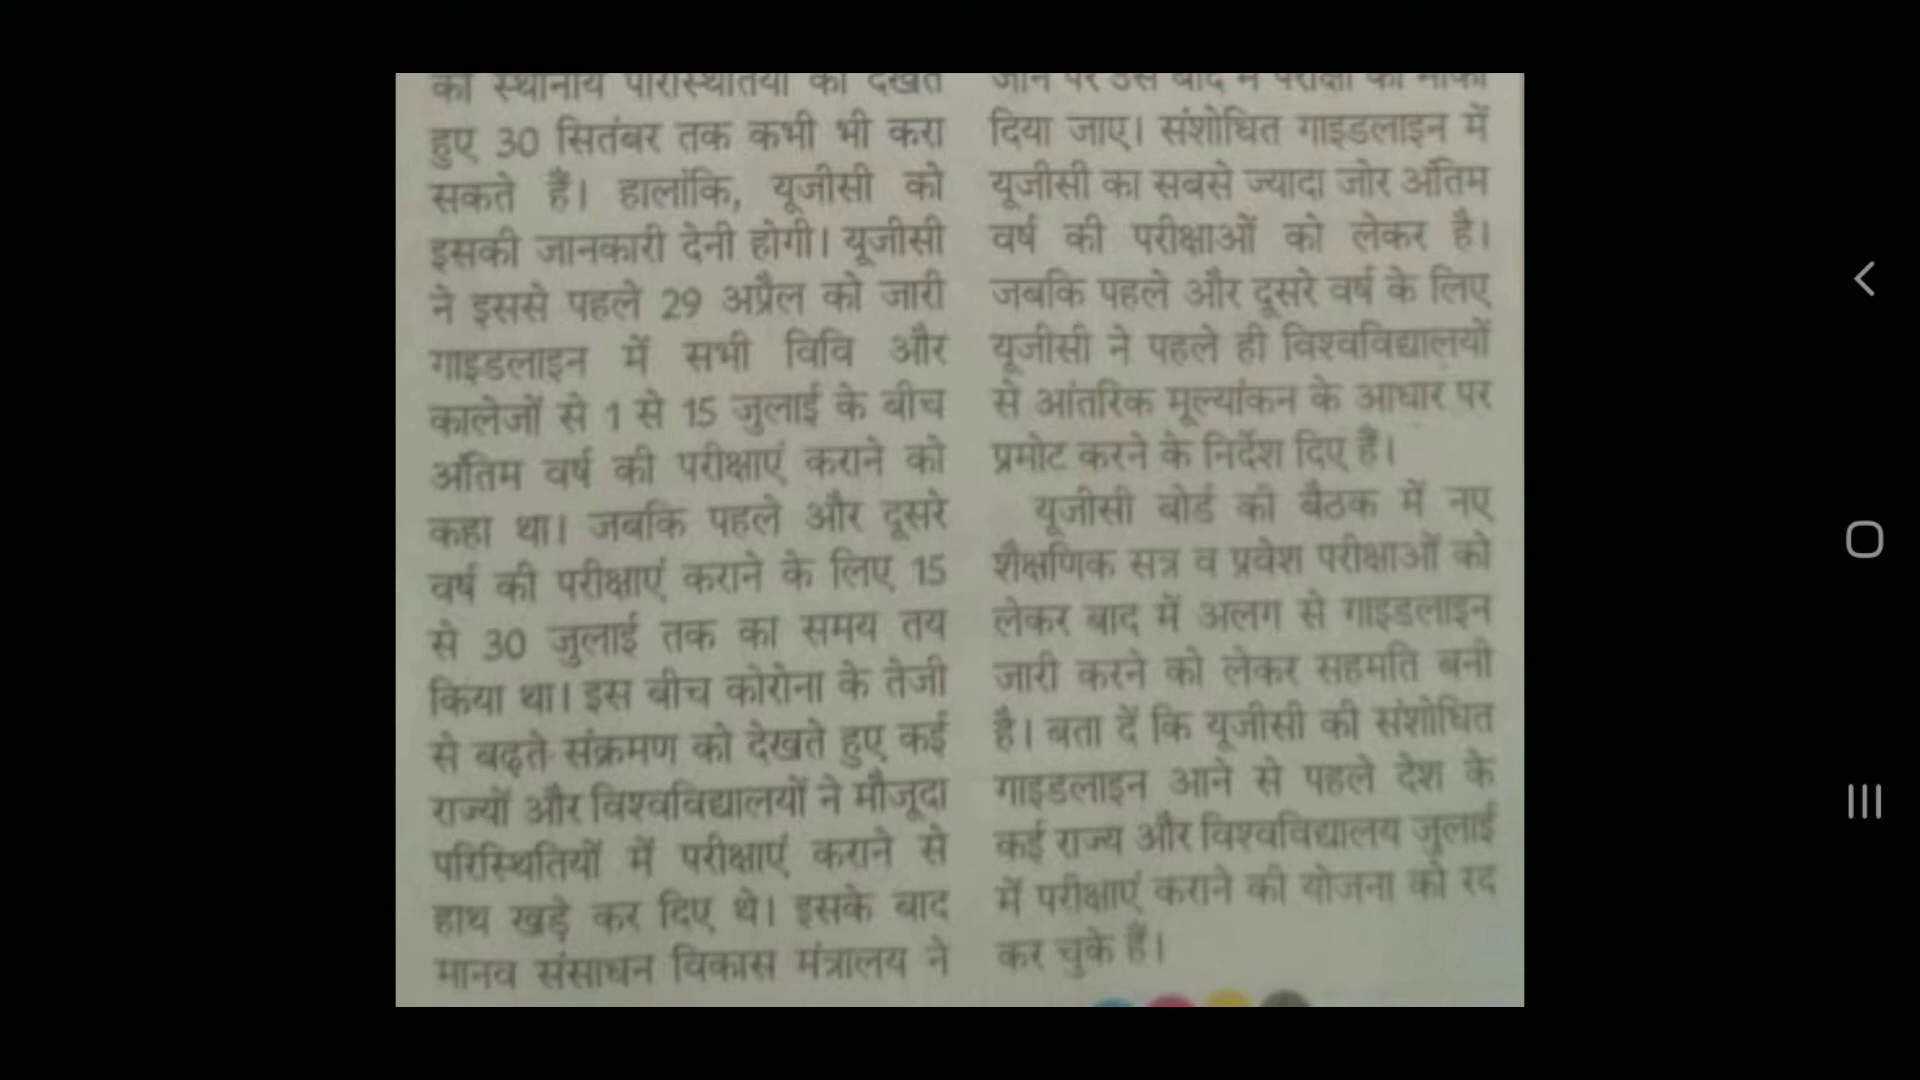 को स्थानीय परिस्थितियों को देखते
हुए 30 सितंबर तक कभी भी करा
सकते हैं। हालांकि, यूजीसी को
इसकी जानकारी देनी होगी। यूजीसी
ने इससे पहले 29 अप्रैल को जारी
गाइडलाइन में सभी विवि और
कालेजों से 1 से 15 जुलाई के बीच
अंतिम वर्ष की परीक्षाएं कराने को
कहा था। जबकि पहले और दूसरे
वर्ष की परीक्षाएं कराने के लिए 15
से 30 जुलाई तक का समय तय
किया था। इस बीच कोरोना के तेजी
से बढ़ते संक्रमण को देखते हुए कई
राज्यों और विश्वविद्यालयों ने मौजूदा
परिस्थितियों में परीक्षाएं कराने से
हाथ खड़े कर दिए थे। इसके बाद
मानव संसाधन विकास मंत्रालय ने
जाने पर उसे बाद में परीक्षा का मौका
दिया जाए। संशोधित गाइडलाइन में
यूजीसी का सबसे ज्यादा जोर अंतिम
वर्ष की परीक्षाओं को लेकर है।
जबकि पहले और दूसरे वर्ष के लिए
यूजीसी ने पहले ही विश्वविद्यालयों
से आंतरिक मूल्यांकन के आधार पर
प्रमोट करने के निर्देश दिए हैं।
यूजीसी बोर्ड की बैठक में नए
शैक्षणिक सत्र व प्रवेश परीक्षाओं को
लेकर बाद में अलग से गाइडलाइन
जारी करने को लेकर सहमति बनी
है। बता दें कि यूजीसी की संशोधित
गाइडलाइन आने से पहले देश के
कई राज्य और विश्वविद्यालय जुलाई
में परीक्षाएं कराने की योजना को रद
कर चुके हैं।